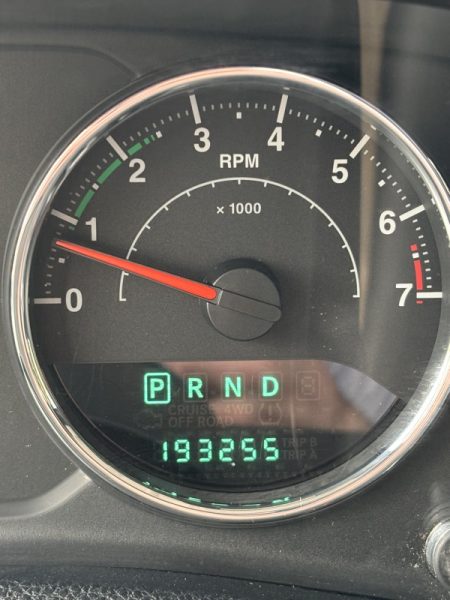 3 4
RPM
2 5
x 1000
1 6
0 7
P R N D
CRUISE 4WD
OFF ROAD
TRIP B
193255 TRIP A